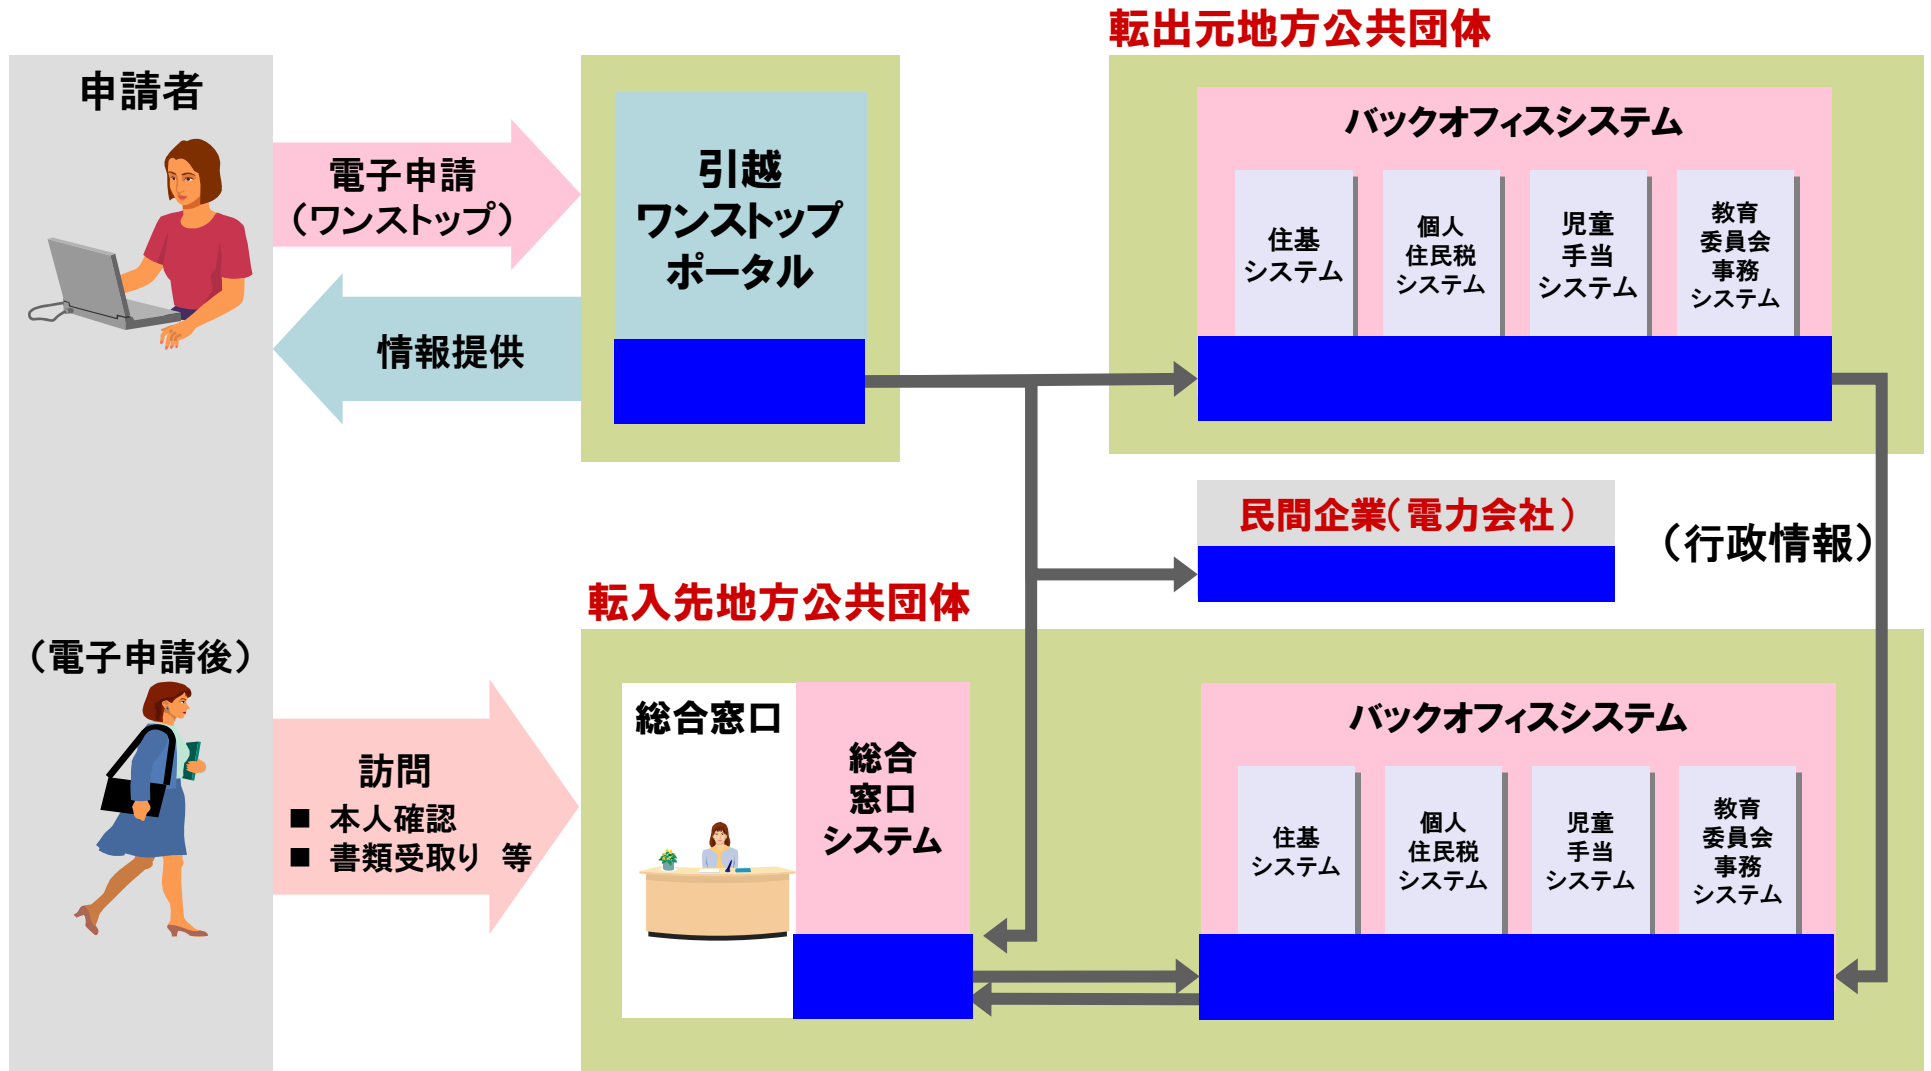 転出元地方公共団体
申請者
電子申請
（ワンストップ）
情報提供
引越
ワンストップ
ポータル
バックオフィスシステム
住基
システム
個人
住民税
システム
児童
手当
システム
教育
委員会
事務
システム
民間企業（電力会社）
（行政情報）
転入先地方公共団体
（電子申請後）
訪問
■ 本人確認
■ 書類受取り 等
総合窓口
総合
窓口
システム
バックオフィスシステム
住基
システム
個人
住民税
システム
児童
手当
システム
教育
委員会
事務
システム